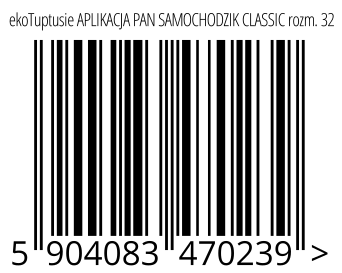 ekoTuptusie APLIKACJA PAN SAMOCHODZIK CLASSIC rozm. 32
5 904083 470239 >